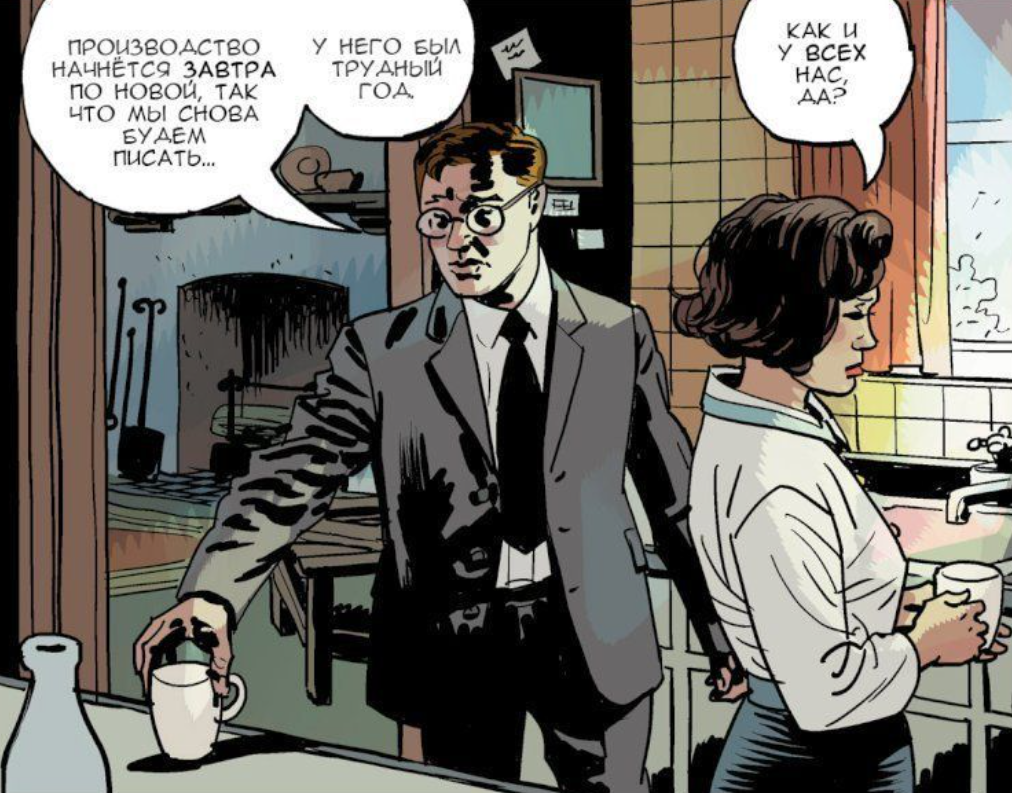 ПРОИЗВОДСТВО
НАЧНЁТСЯ ЗАВТРА
ПО НОВОЙ, ТАК
ЧТО МЫ СНОВА
БУДЕМ
ПИСАТЬ...
У НЕГО БЫЛ
ТРУДНЫЙ
ГОД.
КАК И
У ВСЕХ
НАС,
ДА?